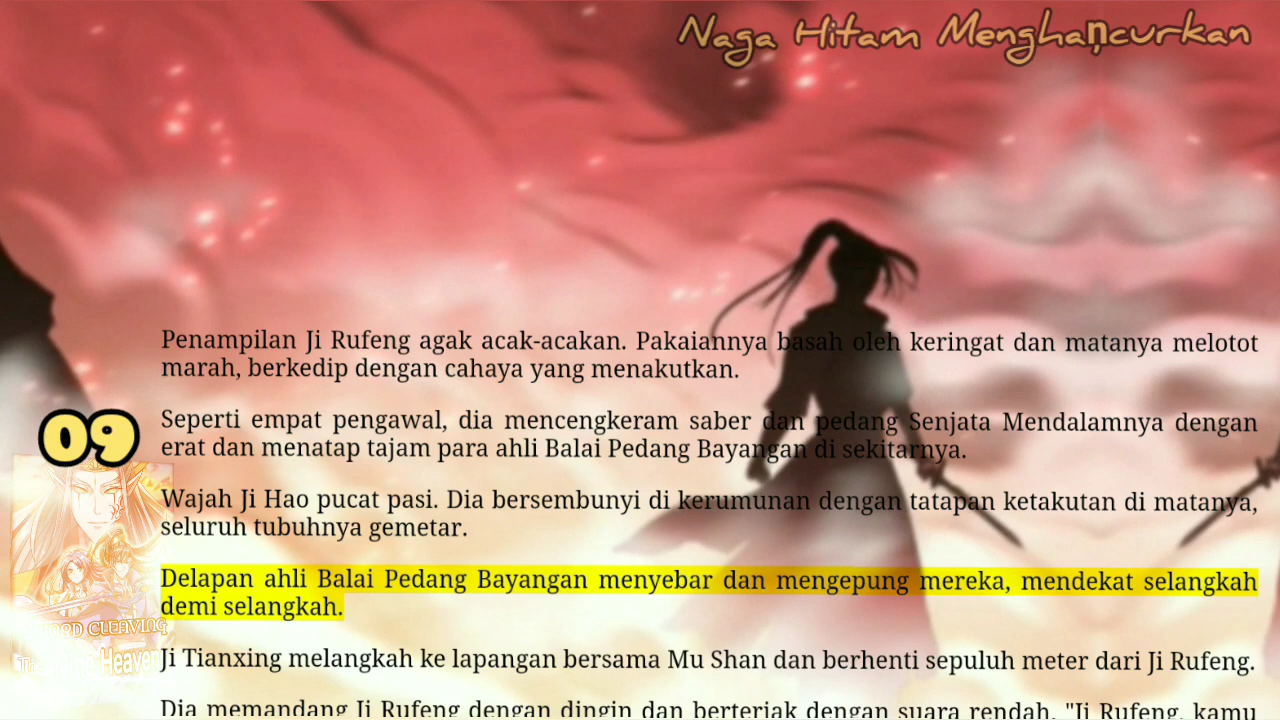 Naga Hitam Menghaṇcurkan
Penampilan Ji Rufeng agak acak-acakan. Pakaiannya basah oleh keringat dan matanya melotot
marah, berkedip dengan cahaya yang menakutkan.
09
Seperti empat pengawal, dia mencengkeram saber dan pedang Senjata Mendalamnya dengan
erat dan menatap tajam para ahli Balai Pedang Bayangan di sekitarnya.
Wajah Ji Hao pucat pasi. Dia bersembunyi di kerumunan dengan tatapan ketakutan di matanya,
seluruh tubuhnya gemetar.
Delapan ahli Balai Pedang Bayangan menyebar dan mengepung mereka, mendekat selangkah
demi selangkah.
CLEAVING
The Heaven
Ji Tianxing melangkah ke lapangan bersama Mu Shan dan berhenti sepuluh meter dari Ji Rufeng.
Dia memandang Ji Rufeng dengan dingin dan berteriak dengan suara rendah, "Ji Rufeng, kamu